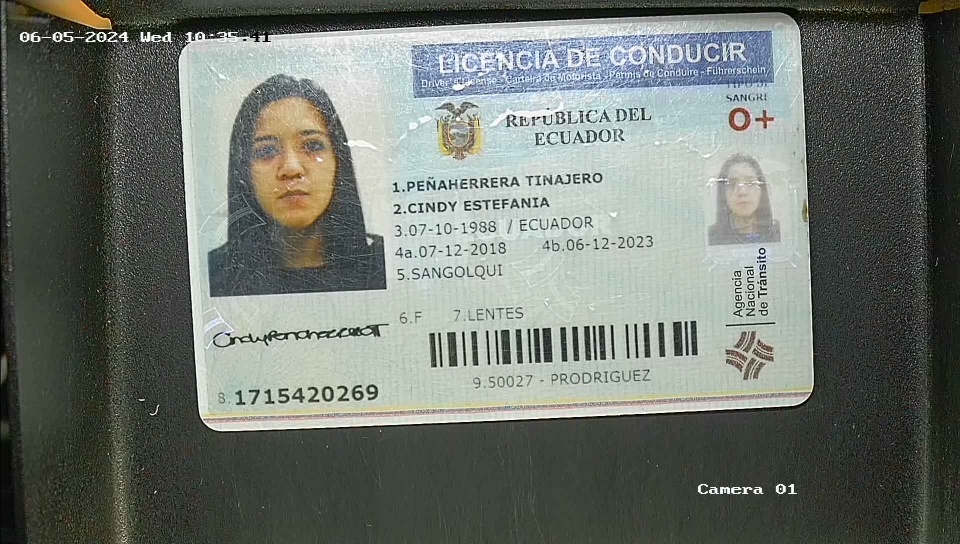 06-05-2024 Wed 10:35:41
LICENCIA DE CONDUCIR
Driver License - Carteira de Motorista - Permis de Conduire - Führerschein
REPÚBLICA DEL
ECUADOR
TIPO DE
SANGRE
O+
1.PEÑAHERRERA TINAJERO
2.CINDY ESTEFANIA
3.07-10-1988 / ECUADOR
4a.07-12-2018 4b.06-12-2023
5.SANGOLQUI
6.F 7.LENTES
9.50027 - PRODRIGUEZ
8.1715420269
Agencia
Nacional
de Tránsito
Camera 01